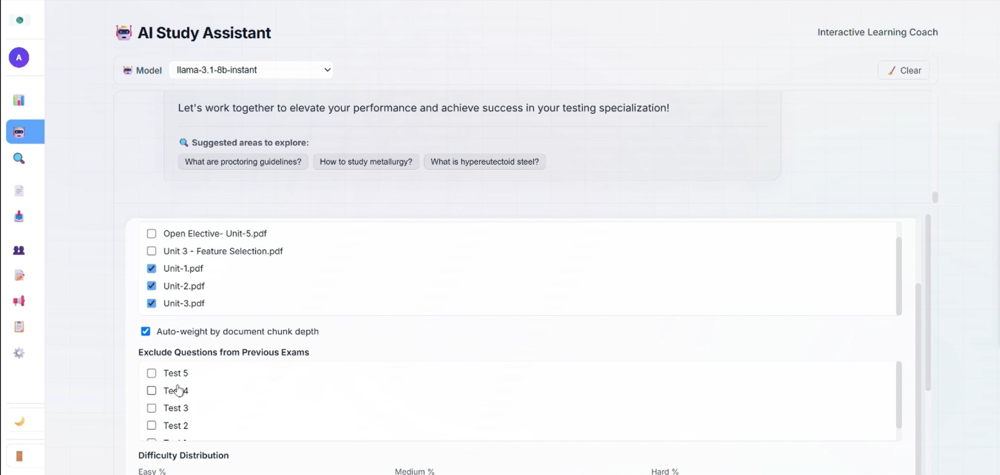 AI Study Assistant
Interactive Learning Coach
A
Model
llama-3.1-8b-instant
Clear
Let's work together to elevate your performance and achieve success in your testing specialization!
Suggested areas to explore:
What are proctoring guidelines?
How to study metallurgy?
What is hypereutectoid steel?
Open Elective- Unit-5.pdf
Unit 3 - Feature Selection.pdf
Unit-1.pdf
Unit-2.pdf
Unit-3.pdf
Auto-weight by document chunk depth
Exclude Questions from Previous Exams
Test 5
Test 4
Test 3
Test 2
Difficulty Distribution
Easy %
Medium %
Hard %